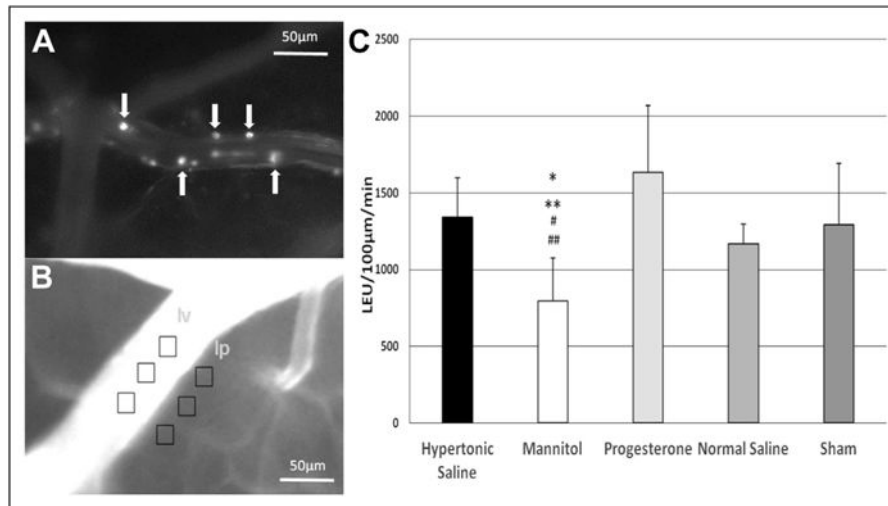 A
50µm
B
lv
lp
50µm
C
LEU/100µm/min
2500
2000
1500
1000
500
0
*
**
#
##
Hypertonic
Saline
Mannitol
Progesterone
Normal Saline
Sham